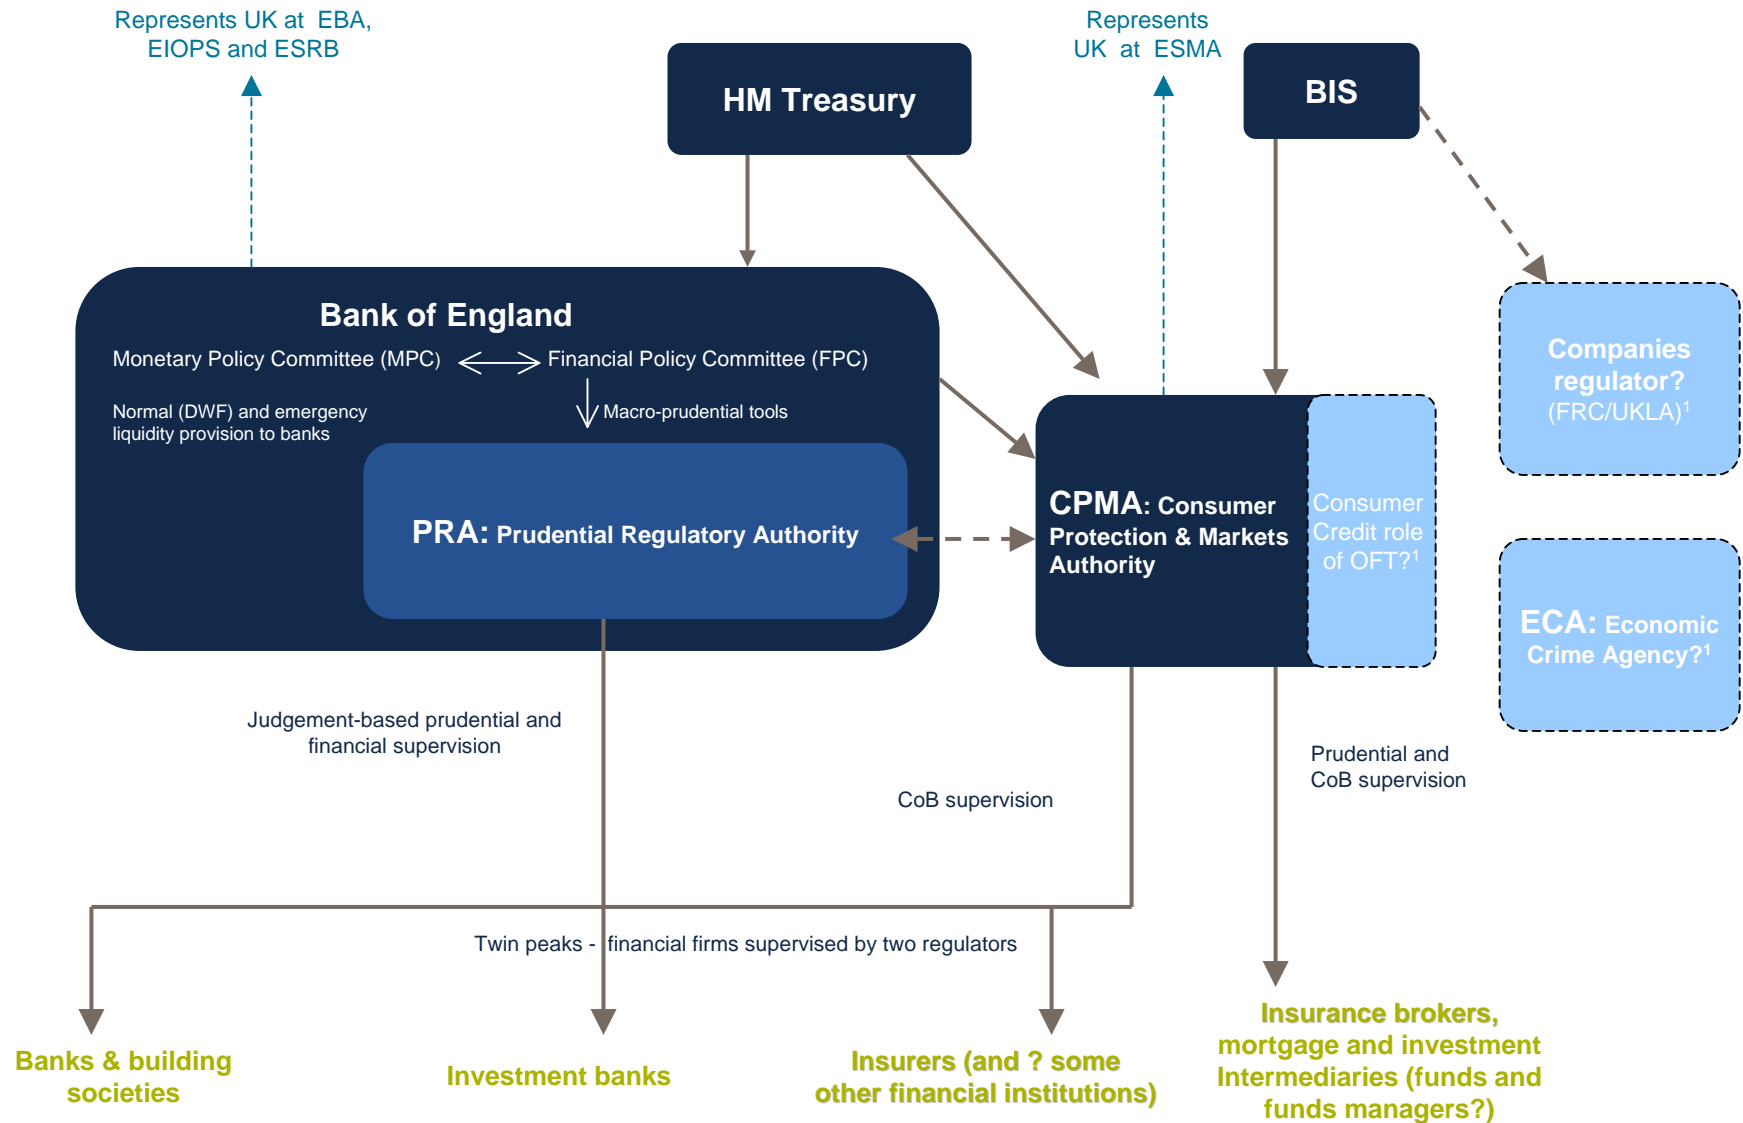 Represents UK at EBA,
EIOPS and ESRB
Represents
UK at ESMA
HM Treasury
BIS
Bank of England
Monetary Policy Committee (MPC)
Financial Policy Committee (FPC)
Normal (DWF) and emergency
liquidity provision to banks
Macro-prudential tools
PRA: Prudential Regulatory Authority
CPMA: Consumer
Protection & Markets
Authority
Consumer
Credit role
of OFT?¹
Companies
regulator?
(FRC/UKLA)¹
ECA: Economic
Crime Agency?¹
Judgement-based prudential and
financial supervision
CoB supervision
Prudential and
CoB supervision
Twin peaks - financial firms supervised by two regulators
Banks & building
societies
Investment banks
Insurers (and ? some
other financial institutions)
Insurance brokers,
mortgage and investment
Intermediaries (funds and
funds managers?)